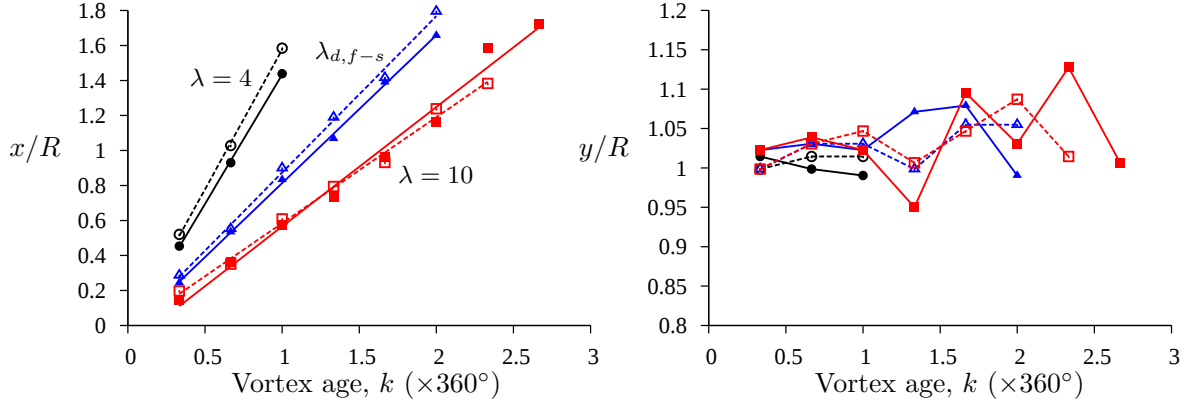 1.8
1.6
1.4
1.2
1
0.8
0.6
0.4
0.2
0
x/R
λ = 4
λ_{d,f−s}
λ = 10
0 0.5 1 1.5 2 2.5 3
Vortex age, k (×360°)
1.2
1.15
1.1
1.05
1
0.95
0.9
0.85
0.8
y/R
0 0.5 1 1.5 2 2.5 3
Vortex age, k (×360°)